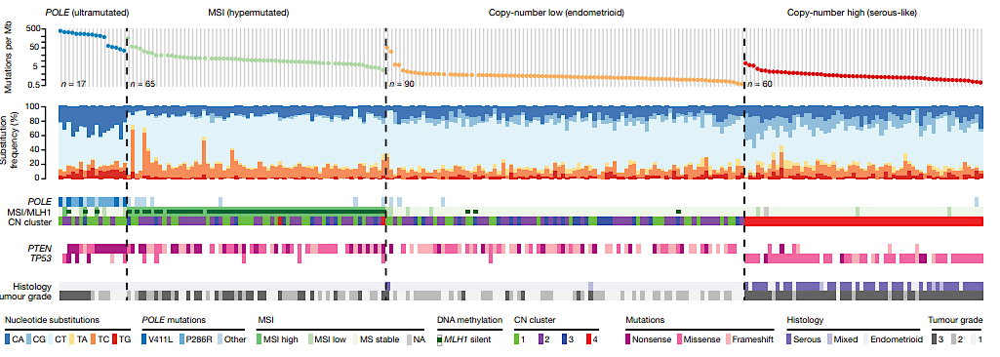 POLE (ultramutated) MSI (hypermutated) Copy-number low (endometrioid) Copy-number high (serous-like)
Mutations per Mb
500
50
5
0.5
n = 17 n = 65 n = 90 n = 60
Substitution
frequency (%)
100
80
60
40
20
0
POLE
MSI/MLH1
CN cluster
PTEN
TP53
Histology
umour grade
Nucleotide substitutions POLE mutations MSI DNA methylation CN cluster Mutations Histology Tumour grade
CA CG CT TA TC TG V411L P286R Other MSI high MSI low MS stable NA MLH1 silent 1 2 3 4 Nonsense Missense Frameshift Serous Mixed Endometrioid 3 2 1